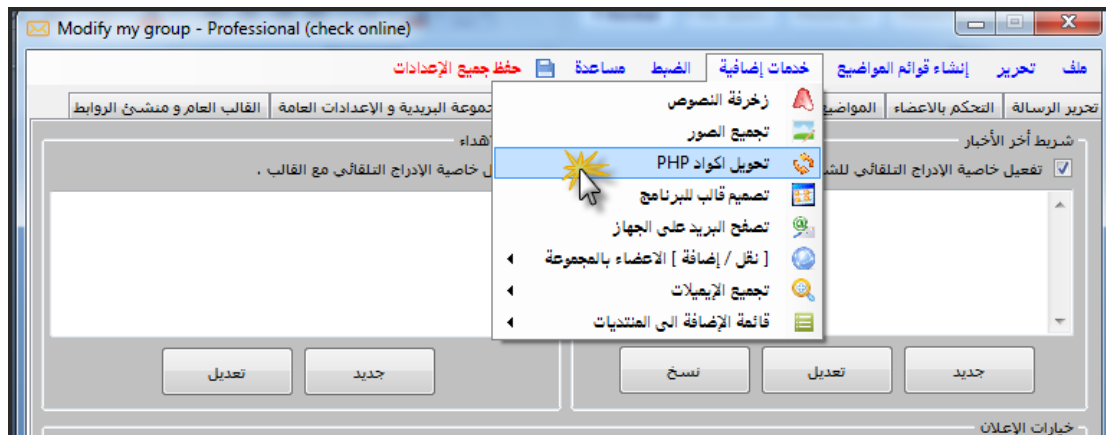 Modify my group - Professional (check online)
ملف تحرير إنشاء قوائم المواضيع خدمات إضافية الضبط مساعدة حفظ جميع الإعدادات
زخرفة النصوص
تجميع الصور
تحويل اكواد PHP
تصميم قالب للبرنامج
تصفح البريد على الجهاز
[ نقل / إضافة ] الاعضاء بالمجموعة
تجميع الإيميلات
قائمة الإضافة الى المنتديات
تحرير الرسالة التحكم بالاعضاء البريدية و الإعدادات العامة القالب العام و منشئ الروابط
شريط أخر الأخبار
تفعيل خاصية الإدراج التلقائي خاصية الإدراج التلقائي مع القالب .
جديد تعديل نسخ جديد تعديل
خيارات الإعلان